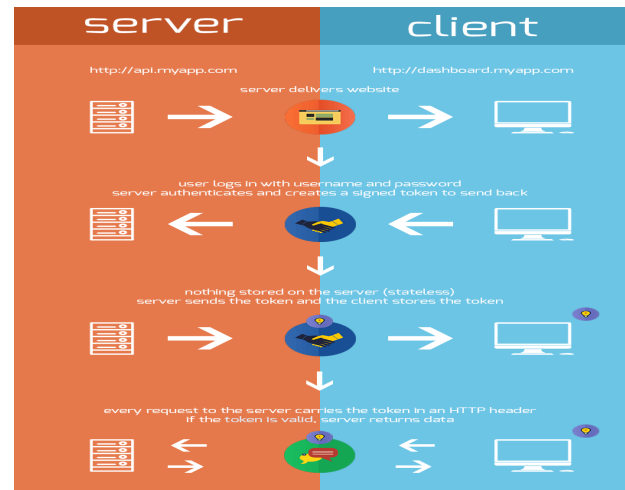 server
client
http://api.myapp.com
http://dashboard.myapp.com
server delivers website
user logs in with username and password
server authenticates and creates a signed token to send back
nothing stored on the server (stateless)
server sends the token and the client stores the token
every request to the server carries the token in an HTTP header
if the token is valid, server returns data